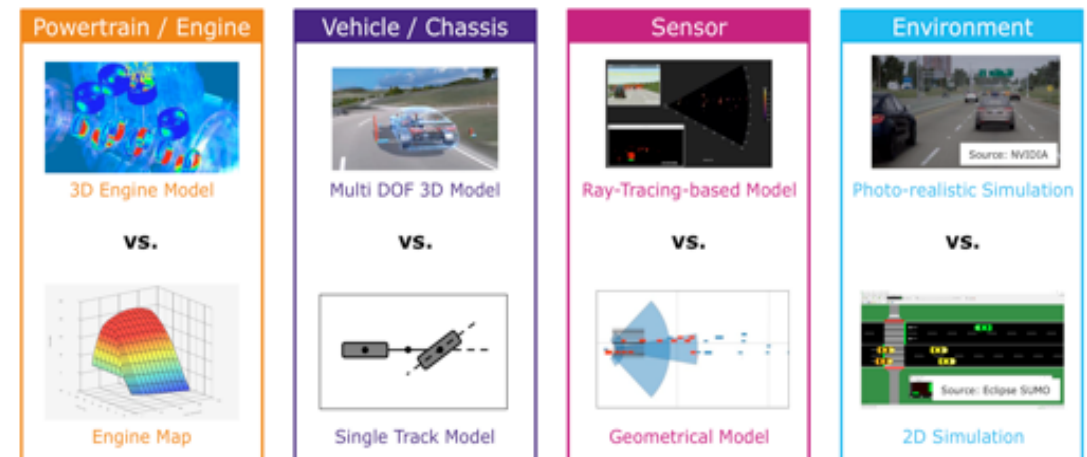 Powertrain / Engine
3D Engine Model
vs.
Engine Map
Vehicle / Chassis
Multi DOF 3D Model
vs.
Single Track Model
Sensor
Ray-Tracing-based Model
vs.
Geometrical Model
Environment
Source: NVIDIA
Photo-realistic Simulation
vs.
Source: Eclipse SUMO
2D Simulation